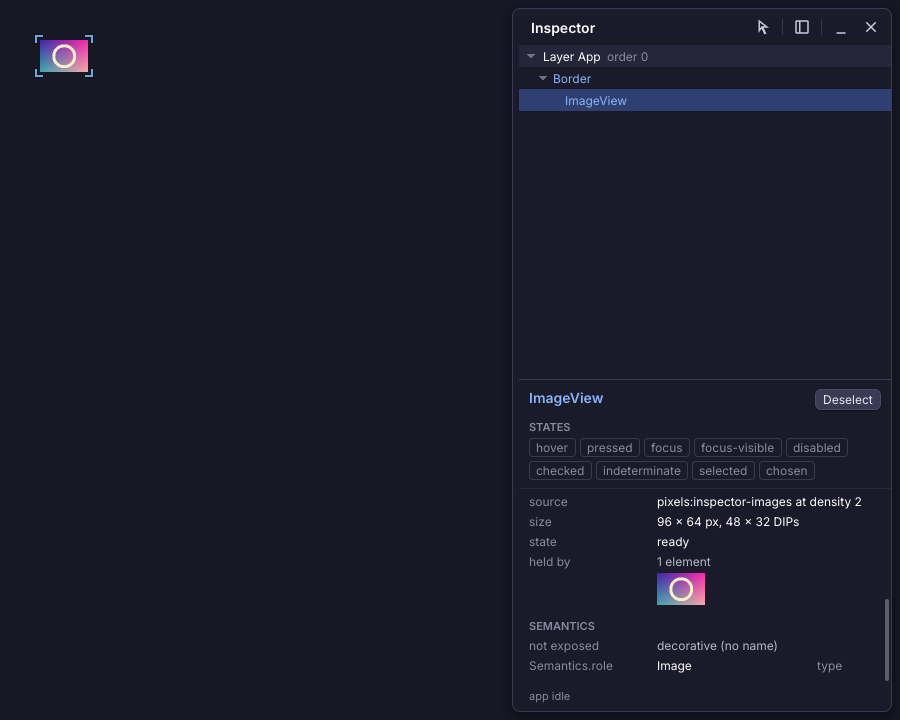 Inspector
Layer App order 0
Border
ImageView
ImageView
Deselect
STATES
hover pressed focus focus-visible disabled
checked indeterminate selected chosen
source pixels:inspector-images at density 2
size 96 × 64 px, 48 × 32 DIPs
state ready
held by 1 element
SEMANTICS
not exposed decorative (no name)
Semantics.role Image type
app idle